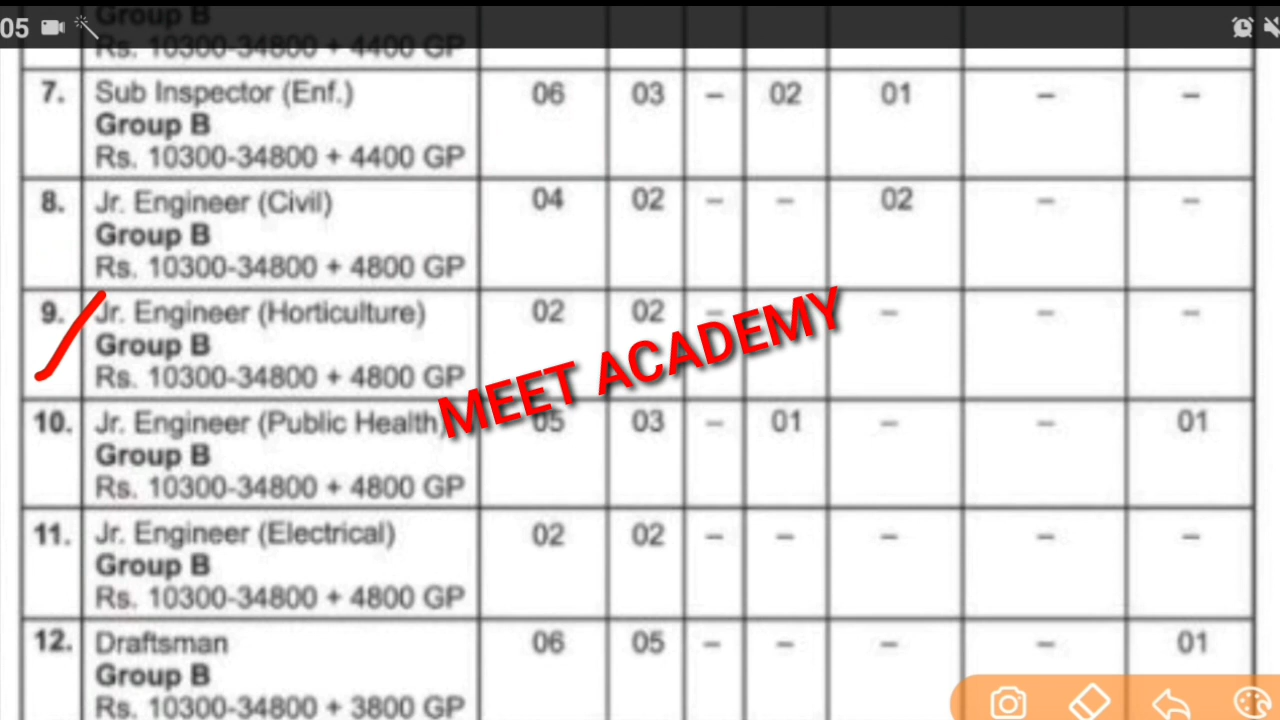 05
Group B
Rs. 10300-34800 + 4400 GP
7. Sub Inspector (Enf.) 06 03 – 02 01 – –
Group B
Rs. 10300-34800 + 4400 GP
8. Jr. Engineer (Civil) 04 02 – – 02 – –
Group B
Rs. 10300-34800 + 4800 GP
9. Jr. Engineer (Horticulture) 02 02 – – – –
Group B
Rs. 10300-34800 + 4800 GP
MEET ACADEMY
10. Jr. Engineer (Public Health) 05 03 – 01 – – 01
Group B
Rs. 10300-34800 + 4800 GP
11. Jr. Engineer (Electrical) 02 02 – – – – –
Group B
Rs. 10300-34800 + 4800 GP
12. Draftsman 06 05 – – – – 01
Group B
Rs. 10300-34800 + 3800 GP